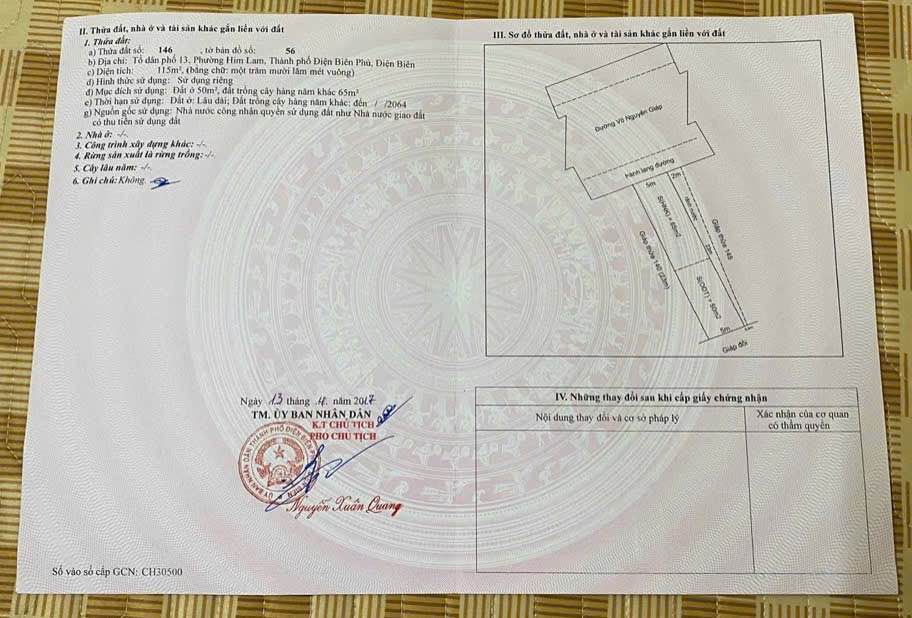 II. Thửa đất, nhà ở và tài sản khác gắn liền với đất
1. Thửa đất:
a) Thửa đất số: 146 , tờ bản đồ số: 56
b) Địa chỉ: Tổ dân phố 13, Phường Him Lam, Thành phố Điện Biên Phủ, Điện Biên
c) Diện tích: 115m², (bằng chữ: một trăm mười lăm mét vuông)
d) Hình thức sử dụng: Sử dụng riêng
đ) Mục đích sử dụng: Đất ở 50m², đất trồng cây hàng năm khác 65m²
e) Thời hạn sử dụng: Đất ở: Lâu dài; Đất trồng cây hàng năm khác: đến / /2064
g) Nguồn gốc sử dụng: Nhà nước công nhận quyền sử dụng đất như Nhà nước giao đất
có thu tiền sử dụng đất
2. Nhà ở: -/-
3. Công trình xây dựng khác: -/-
4. Rừng sản xuất là rừng trồng: -/-
5. Cây lâu năm: -/-
6. Ghi chú: Không.
Ngày 13 tháng 4 năm 2017
TM. ỦY BAN NHÂN DÂN
K.T CHỦ TỊCH
PHÓ CHỦ TỊCH
Nguyễn Xuân Quang
Số vào sổ cấp GCN: CH30500
III. Sơ đồ thửa đất, nhà ở và tài sản khác gắn liền với đất
Đường Võ Nguyên Giáp
hành lang đường
5m
2m
S(HNK) = 65m2
23m
Giáp thửa 148
Giáp thửa 140 (23m)
S(ODT) = 50m2
5m
Giáp đồi
IV. Những thay đổi sau khi cấp giấy chứng nhận
Nội dung thay đổi và cơ sở pháp lý
Xác nhận của cơ quan
có thẩm quyền